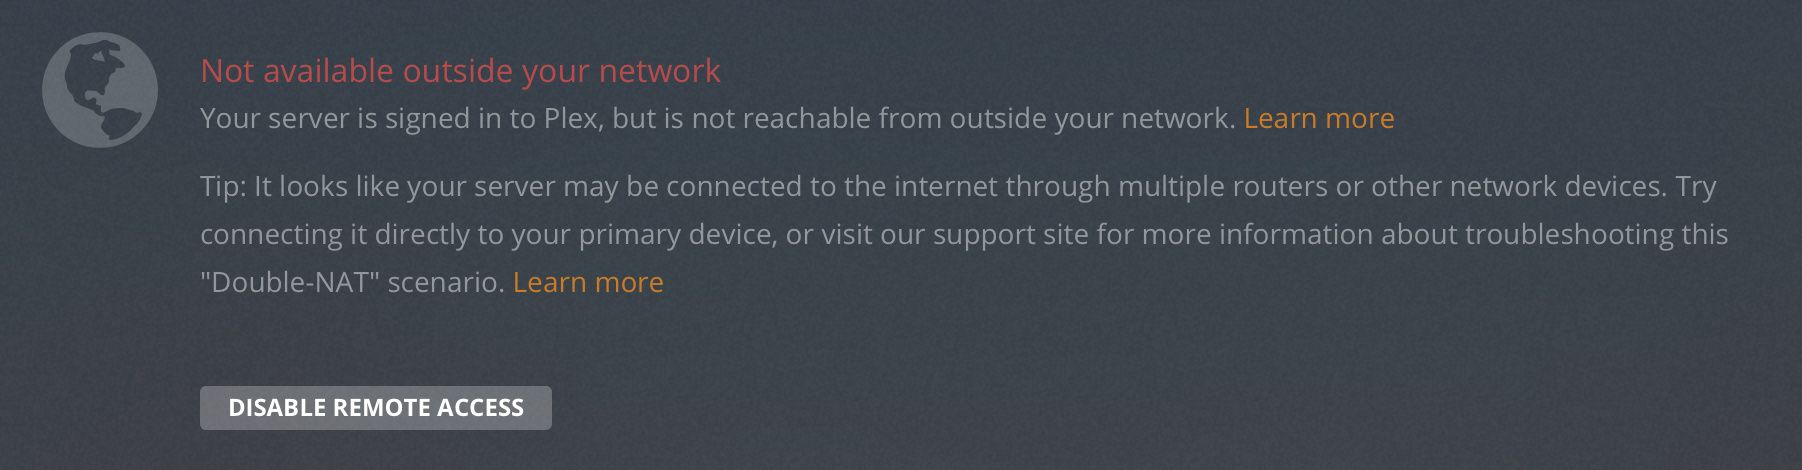 Not available outside your network
Your server is signed in to Plex, but is not reachable from outside your network. Learn more
Tip: It looks like your server may be connected to the internet through multiple routers or other network devices. Try
connecting it directly to your primary device, or visit our support site for more information about troubleshooting this
"Double-NAT" scenario. Learn more
DISABLE REMOTE ACCESS